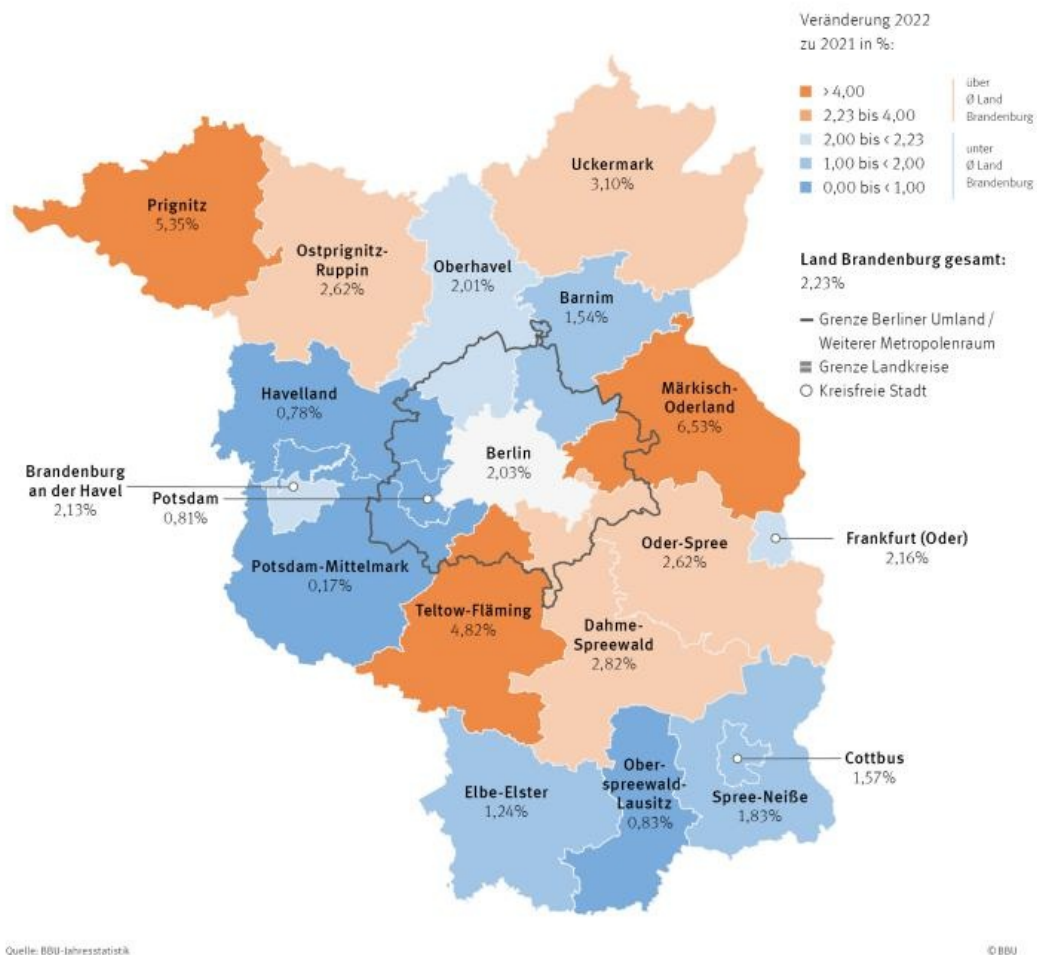 Veränderung 2022
zu 2021 in %:
> 4,00
2,23 bis 4,00
2,00 bis < 2,23
1,00 bis < 2,00
0,00 bis < 1,00
über
Ø Land
Brandenburg
unter
Ø Land
Brandenburg
Land Brandenburg gesamt:
2,23%
Grenze Berliner Umland /
Weiterer Metropolenraum
Grenze Landkreise
Kreisfreie Stadt
Prignitz
5,35%
Ostprignitz-
Ruppin
2,62%
Oberhavel
2,01%
Uckermark
3,10%
Barnim
1,54%
Havelland
0,78%
Märkisch-
Oderland
6,53%
Berlin
2,03%
Brandenburg
an der Havel
2,13%
Potsdam
0,81%
Potsdam-Mittelmark
0,17%
Oder-Spree
2,62%
Frankfurt (Oder)
2,16%
Teltow-Fläming
4,82%
Dahme-
Spreewald
2,82%
Elbe-Elster
1,24%
Ober-
spreewald-
Lausitz
0,83%
Cottbus
1,57%
Spree-Neiße
1,83%
Quelle: BBU-Jahresstatistik
© BBU